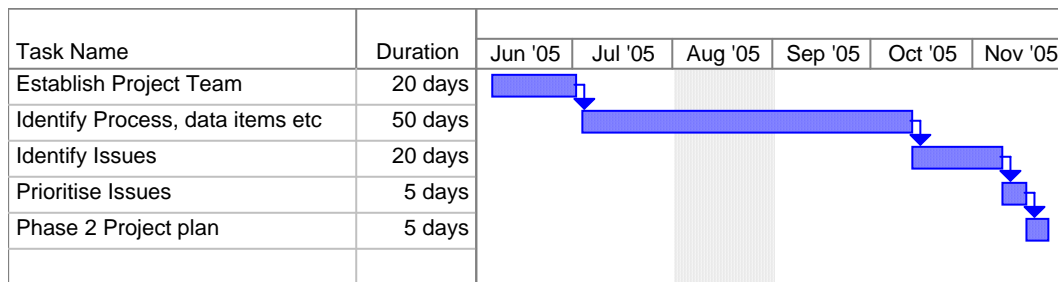 Task Name Duration Jun '05 Jul '05 Aug '05 Sep '05 Oct '05 Nov '05
Establish Project Team 20 days
Identify Process, data items etc 50 days
Identify Issues 20 days
Prioritise Issues 5 days
Phase 2 Project plan 5 days